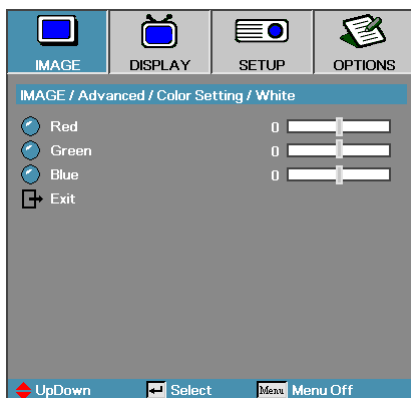 IMAGE DISPLAY SETUP OPTIONS
IMAGE / Advanced / Color Setting / White
Red 0
Green 0
Blue 0
Exit
UpDown Select Menu Menu Off